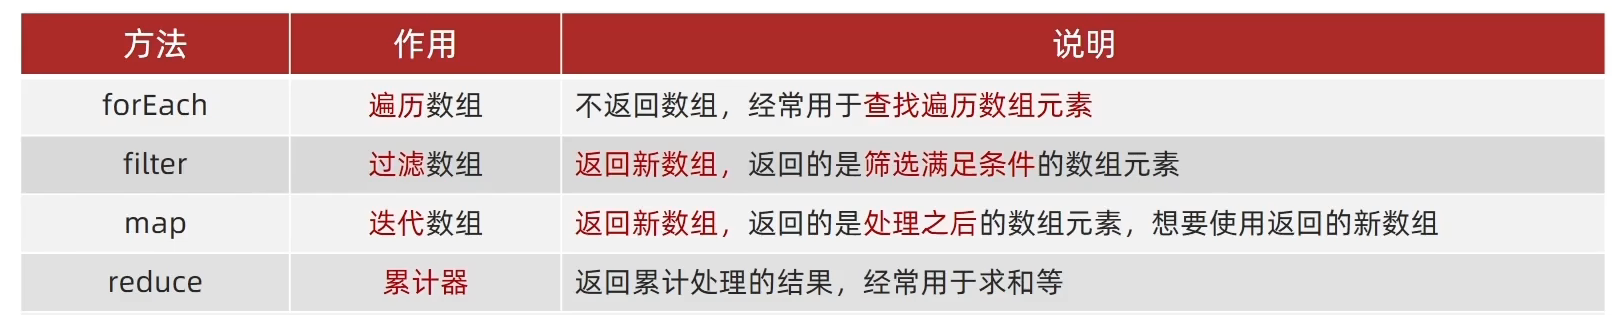 方法 作用 说明
forEach 遍历数组 不返回数组，经常用于查找遍历数组元素
filter 过滤数组 返回新数组，返回的是筛选满足条件的数组元素
map 迭代数组 返回新数组，返回的是处理之后的数组元素，想要使用返回的新数组
reduce 累计器 返回累计处理的结果，经常用于求和等